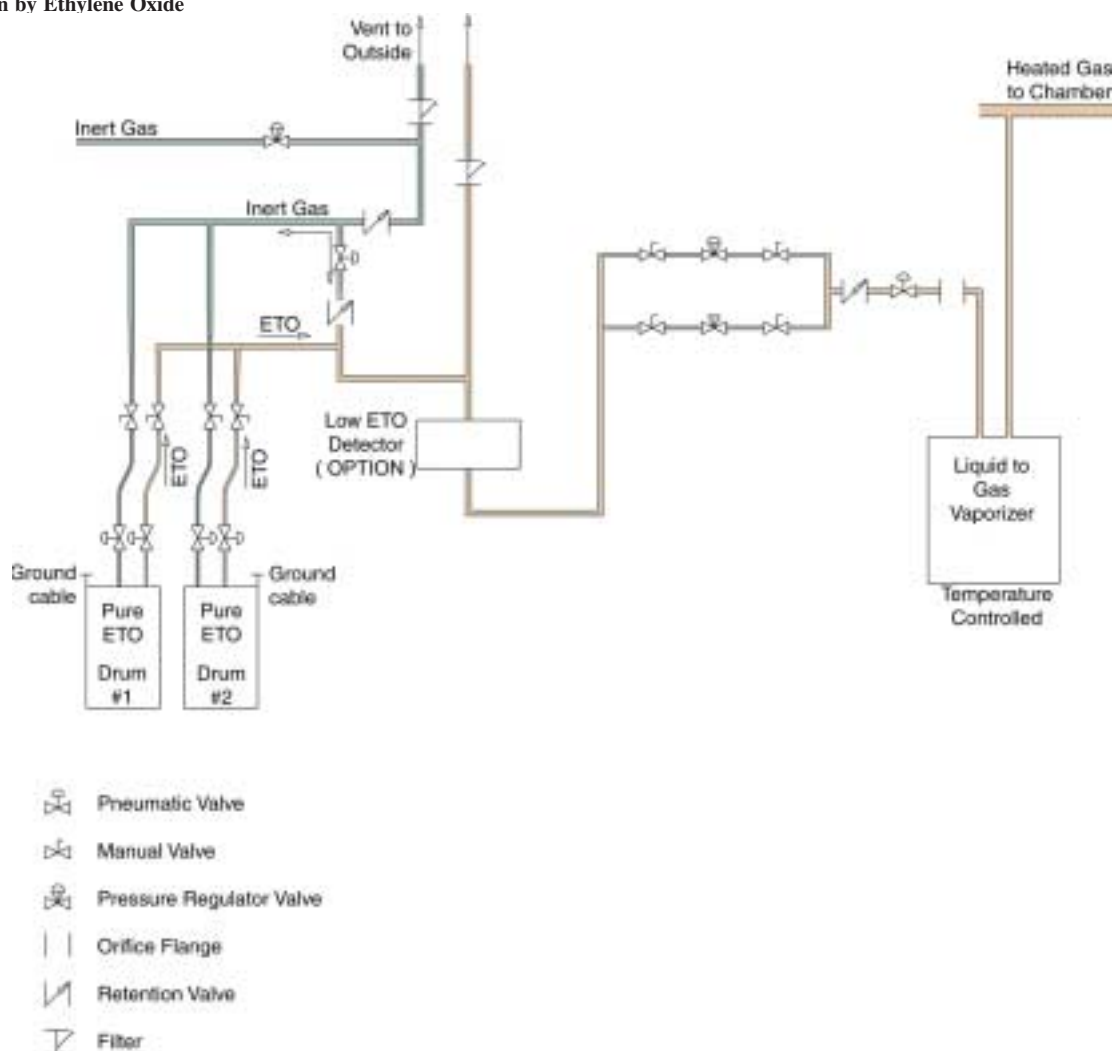 n by Ethylene Oxide
Vent to
Outside
Heated Gas
to Chamber
Inert Gas
Inert Gas
ETO
ETO
ETO
Low ETO
Detector
( OPTION )
Liquid to
Gas
Vaporizer
Temperature
Controlled
Ground
cable
Ground
cable
Pure
ETO
Drum
#1
Pure
ETO
Drum
#2
Pneumatic Valve
Manual Valve
Pressure Regulator Valve
Orifice Flange
Retention Valve
Filter